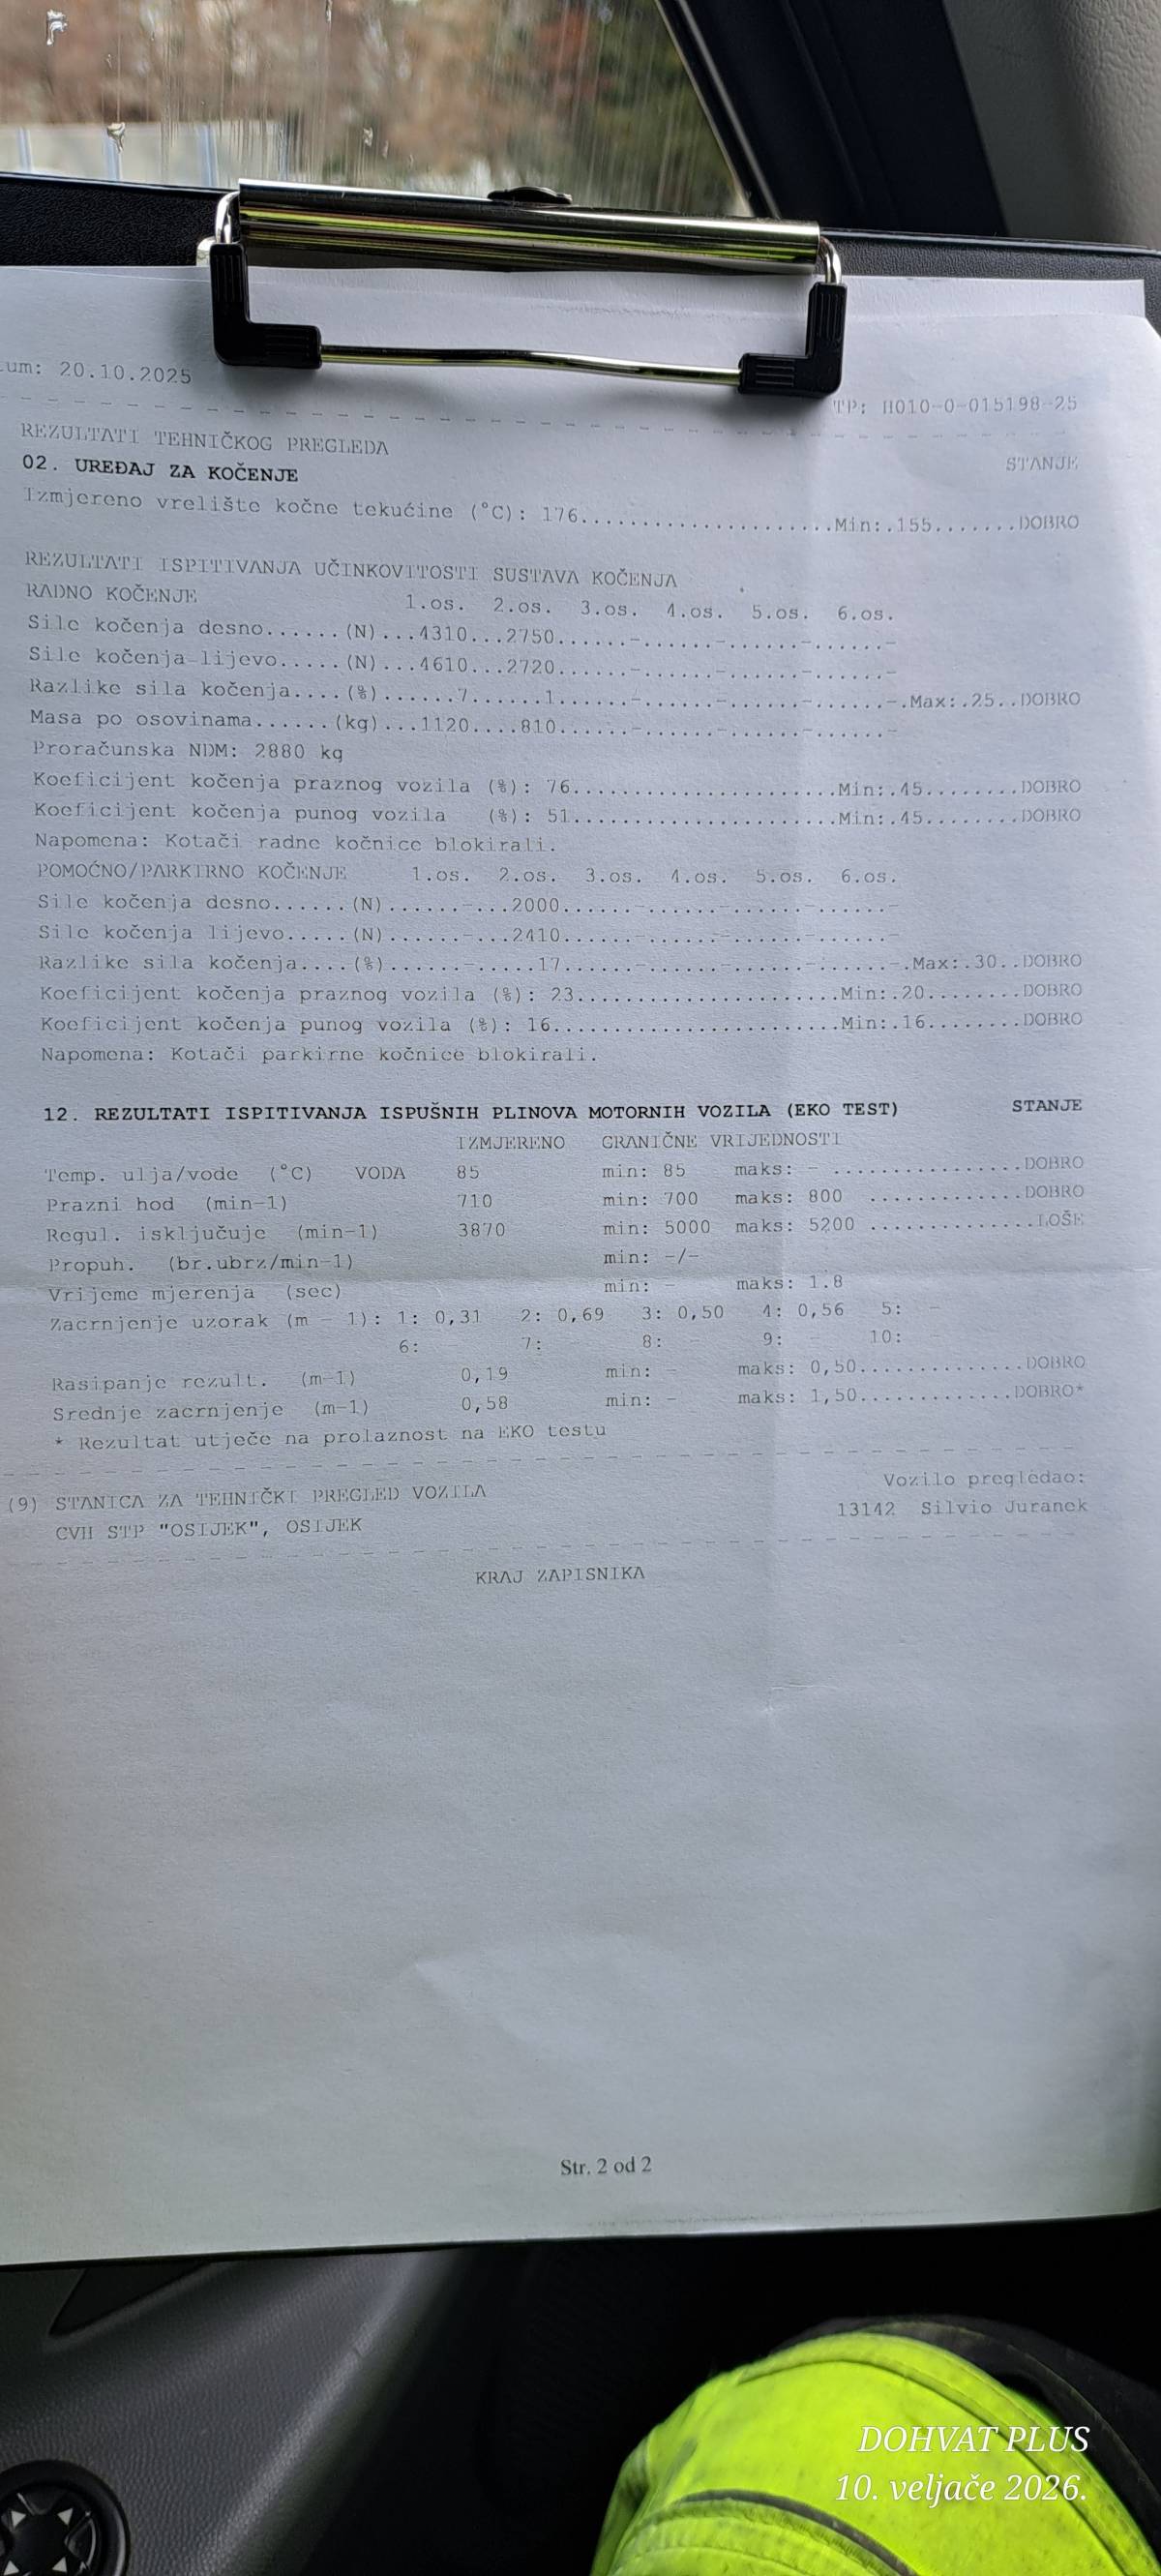 um: 20.10.2025
TP: H010-0-015198-25
REZULTATI TEHNIČKOG PREGLEDA
02. UREĐAJ ZA KOČENJE STANJE
Izmjereno vrelište kočne tekućine (°C): 176.......................Min:.155.......DOBRO
REZULTATI ISPITIVANJA UČINKOVITOSTI SUSTAVA KOČENJA
RADNO KOČENJE 1.os. 2.os. 3.os. 4.os. 5.os. 6.os.
Sile kočenja desno......(N)...4310...2750......-.......-.......-......-
Sile kočenja lijevo.....(N)...4610...2720......-.......-.......-......-
Razlike sila kočenja....(%)......7......1......-.......-.......-......-.Max:.25..DOBRO
Masa po osovinama......(kg)...1120....810......-.......-.......-......-
Proračunska NDM: 2880 kg
Koeficijent kočenja praznog vozila (%): 76........................Min:.45........DOBRO
Koeficijent kočenja punog vozila (%): 51........................Min:.45........DOBRO
Napomena: Kotači radne kočnice blokirali.
POMOĆNO/PARKIRNO KOČENJE 1.os. 2.os. 3.os. 4.os. 5.os. 6.os.
Sile kočenja desno......(N)......-...2000......-.......-.......-......-
Sile kočenja lijevo.....(N)......-...2410......-.......-.......-......-
Razlike sila kočenja....(%)......-.....17......-.......-.......-......-.Max:.30..DOBRO
Koeficijent kočenja praznog vozila (%): 23........................Min:.20........DOBRO
Koeficijent kočenja punog vozila (%): 16..........................Min:.16........DOBRO
Napomena: Kotači parkirne kočnice blokirali.
12. REZULTATI ISPITIVANJA ISPUŠNIH PLINOVA MOTORNIH VOZILA (EKO TEST) STANJE
IZMJERENO GRANIČNE VRIJEDNOSTI
Temp. ulja/vode (°C) VODA 85 min: 85 maks: - .................DOBRO
Prazni hod (min-1) 710 min: 700 maks: 800 .............DOBRO
Regul. isključuje (min-1) 3870 min: 5000 maks: 5200 ..............LOŠE
Propuh. (br.ubrz/min-1) min: -/-
Vrijeme mjerenja (sec) min: - maks: 1.8
Zacrnjenje uzorak (m - 1): 1: 0,31 2: 0,69 3: 0,50 4: 0,56 5: -
6: - 7: - 8: - 9: - 10: -
Rasipanje rezult. (m-1) 0,19 min: - maks: 0,50..............DOBRO
Srednje zacrnjenje (m-1) 0,58 min: - maks: 1,50.............DOBRO*
* Rezultat utječe na prolaznost na EKO testu
(9) STANICA ZA TEHNIČKI PREGLED VOZILA Vozilo pregledao:
CVH STP "OSIJEK", OSIJEK 13142 Silvio Juranek
KRAJ ZAPISNIKA
Str. 2 od 2
DOHVAT PLUS
10. veljače 2026.